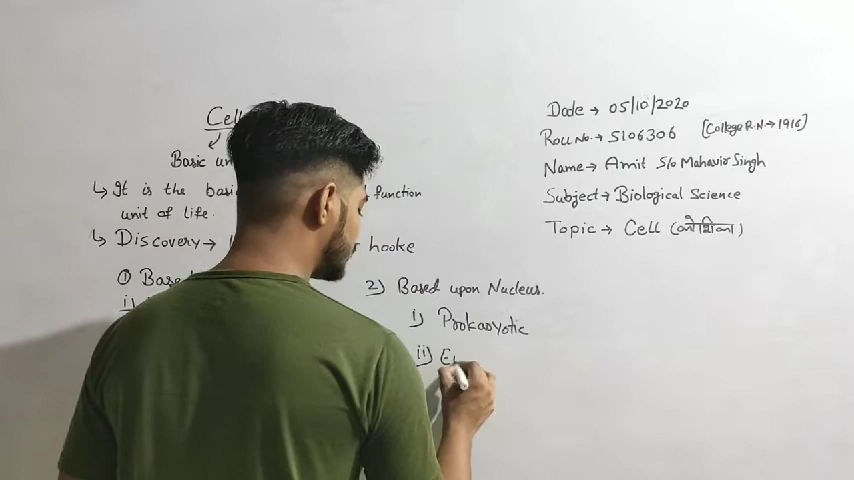 Cell
Basic un
↳ It is the basi function
unit of life.
↳ Discovery → hooke
① Base
i)
2) Based upon Nucleus.
i) Prokaryotic
ii) E
Date → 05/10/2020
Roll No. → 5106306 [College R.N → 1916]
Name → Amit S/o Mahavir Singh
Subject → Biological Science
Topic → Cell (कोशिका)